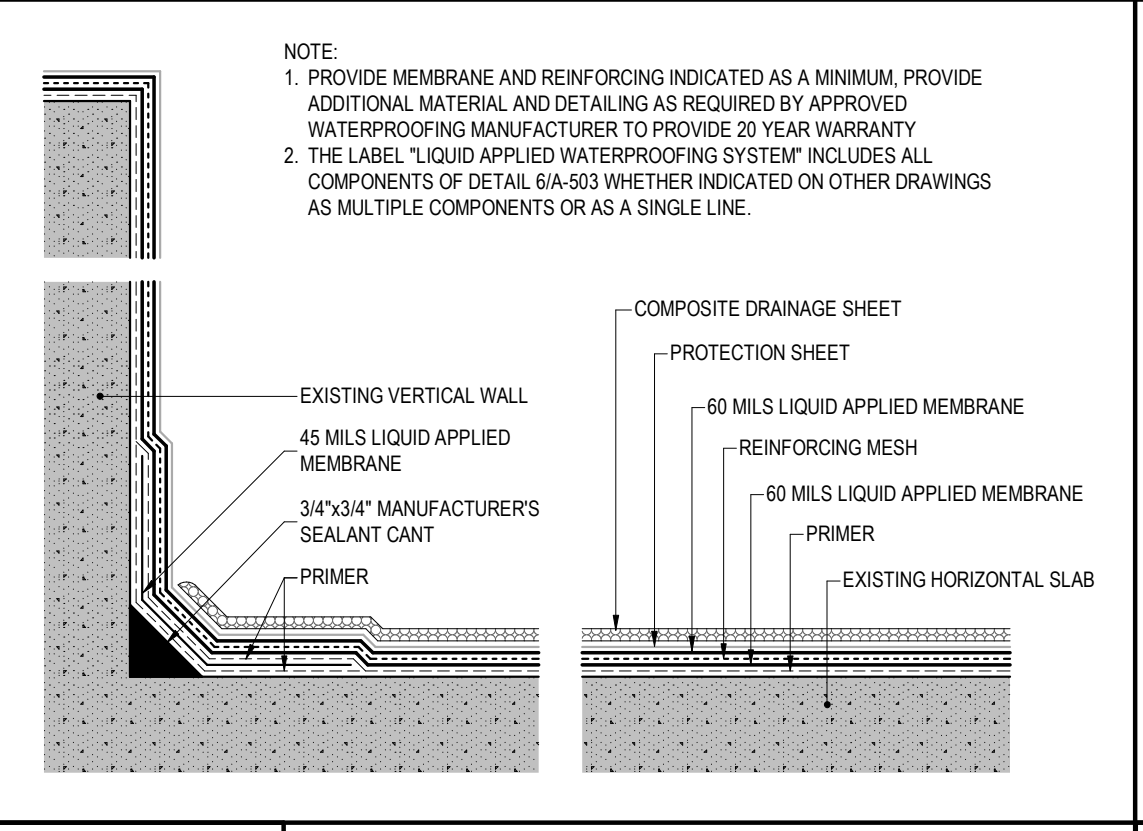 NOTE:
1. PROVIDE MEMBRANE AND REINFORCING INDICATED AS A MINIMUM, PROVIDE
ADDITIONAL MATERIAL AND DETAILING AS REQUIRED BY APPROVED
WATERPROOFING MANUFACTURER TO PROVIDE 20 YEAR WARRANTY
2. THE LABEL "LIQUID APPLIED WATERPROOFING SYSTEM" INCLUDES ALL
COMPONENTS OF DETAIL 6/A-503 WHETHER INDICATED ON OTHER DRAWINGS
AS MULTIPLE COMPONENTS OR AS A SINGLE LINE.
EXISTING VERTICAL WALL
45 MILS LIQUID APPLIED
MEMBRANE
3/4"x3/4" MANUFACTURER'S
SEALANT CANT
PRIMER
COMPOSITE DRAINAGE SHEET
PROTECTION SHEET
60 MILS LIQUID APPLIED MEMBRANE
REINFORCING MESH
60 MILS LIQUID APPLIED MEMBRANE
PRIMER
EXISTING HORIZONTAL SLAB